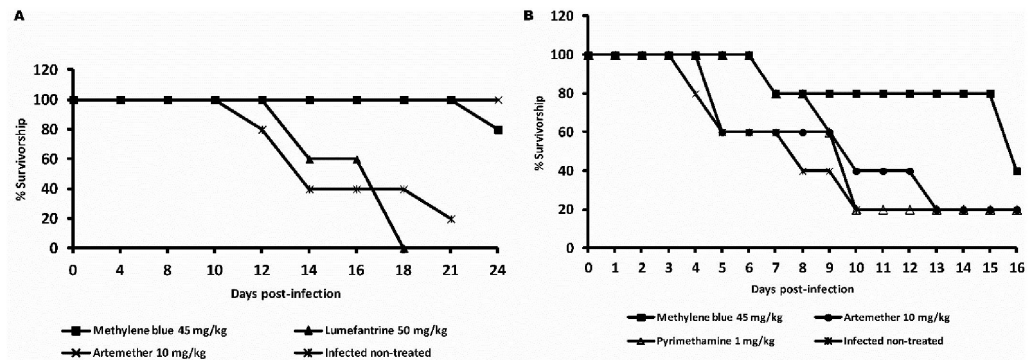 A
120
100
80
60
40
20
0
% Survivorship
0 4 8 10 12 14 16 18 21 24
Days post-infection
Methylene blue 45 mg/kg Lumefantrine 50 mg/kg
Artemether 10 mg/kg Infected non-treated
B
120
100
80
60
40
20
0
% Survivorship
0 1 2 3 4 5 6 7 8 9 10 11 12 13 14 15 16
Days post-infection
Methylene blue 45 mg/kg Artemether 10 mg/kg
Pyrimethamine 1 mg/kg Infected non-treated